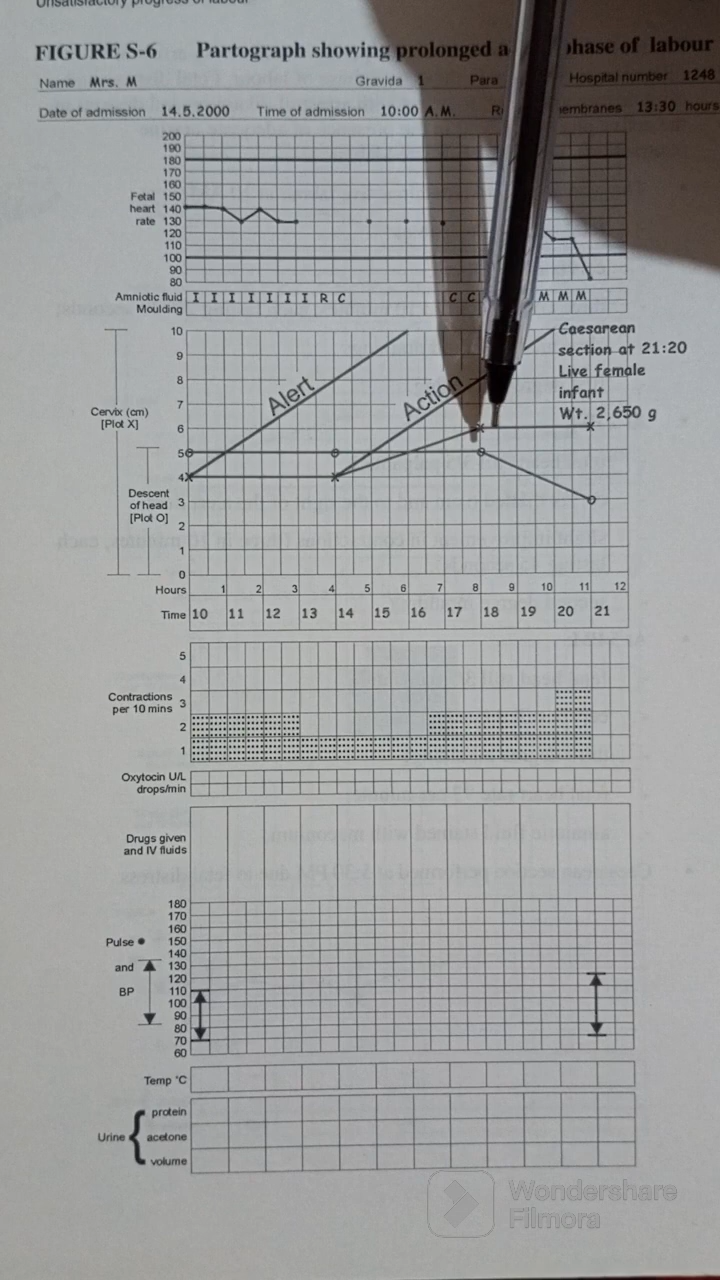 FIGURE S-6 Partograph showing prolonged a phase of labour
Name Mrs. M Gravida 1 Para Hospital number 1248
Date of admission 14.5.2000 Time of admission 10:00 A.M. membranes 13:30 hours
200
190
180
170
160
Fetal 150
heart 140
rate 130
120
110
100
90
80
Amniotic fluid I I I I I I I R C C C M M M
Moulding
10
9
8
7
6
5
4
3
2
1
0
Cervix (cm)
[Plot X]
Descent
of head
[Plot O]
Alert
Action
Caesarean
section at 21:20
Live female
infant
Wt. 2,650 g
Hours 1 2 3 4 5 6 7 8 9 10 11 12
Time 10 11 12 13 14 15 16 17 18 19 20 21
5
4
Contractions 3
per 10 mins
2
1
Oxytocin U/L
drops/min
Drugs given
and IV fluids
180
170
160
Pulse 150
140
and 130
120
BP 110
100
90
80
70
60
Temp °C
Urine
protein
acetone
volume
Wondershare
Filmora